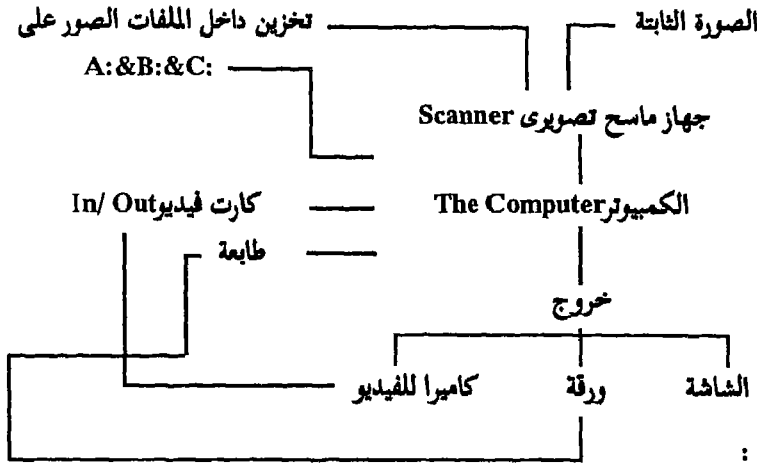 الصورة الثابتة تخزين داخل الملفات الصور على
A:&B:&C:
جهاز ماسح تصويرى Scanner
الكمبيوتر The Computer كارت فيديو In/ Out
طابعة
خروج
الشاشة ورقة كاميرا للفيديو
: